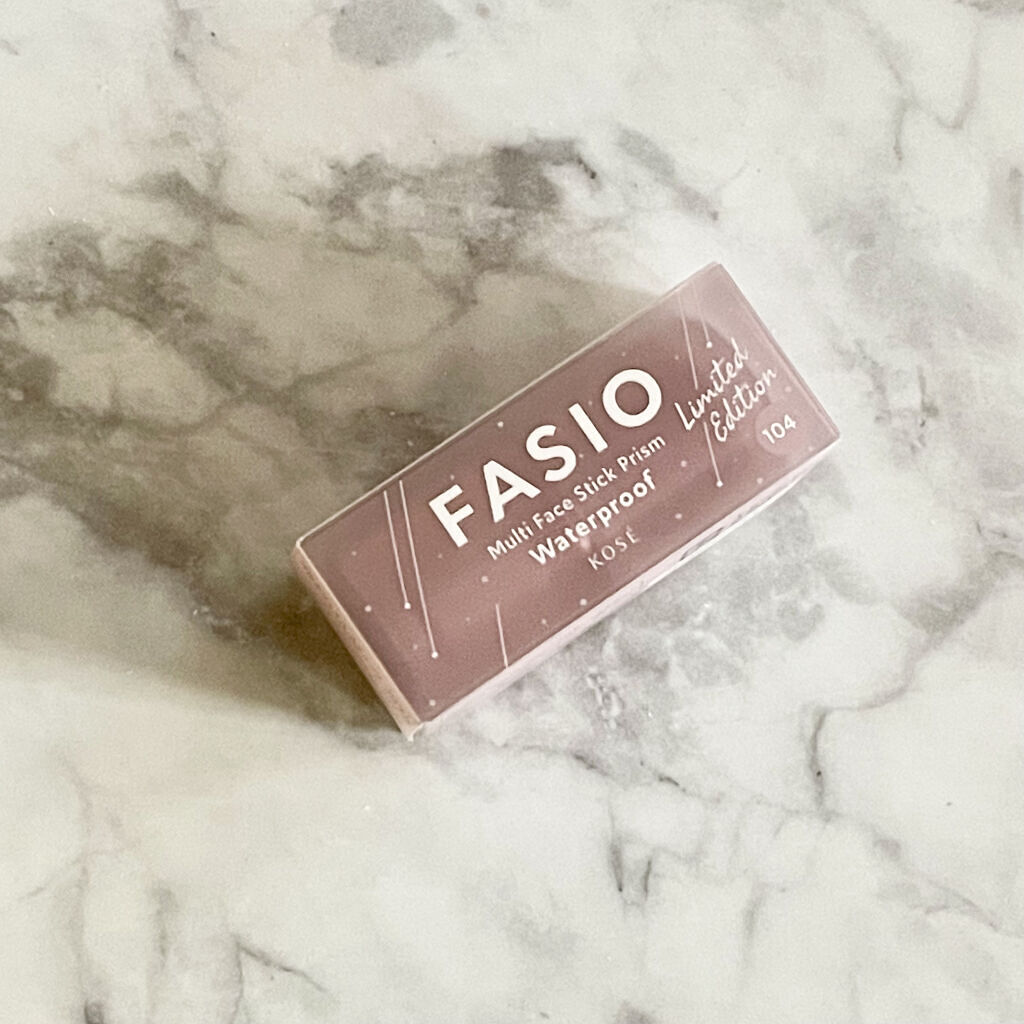 FASIO
Multi Face Stick Prism
Waterproof
KOSÉ
Limited
Edition
104